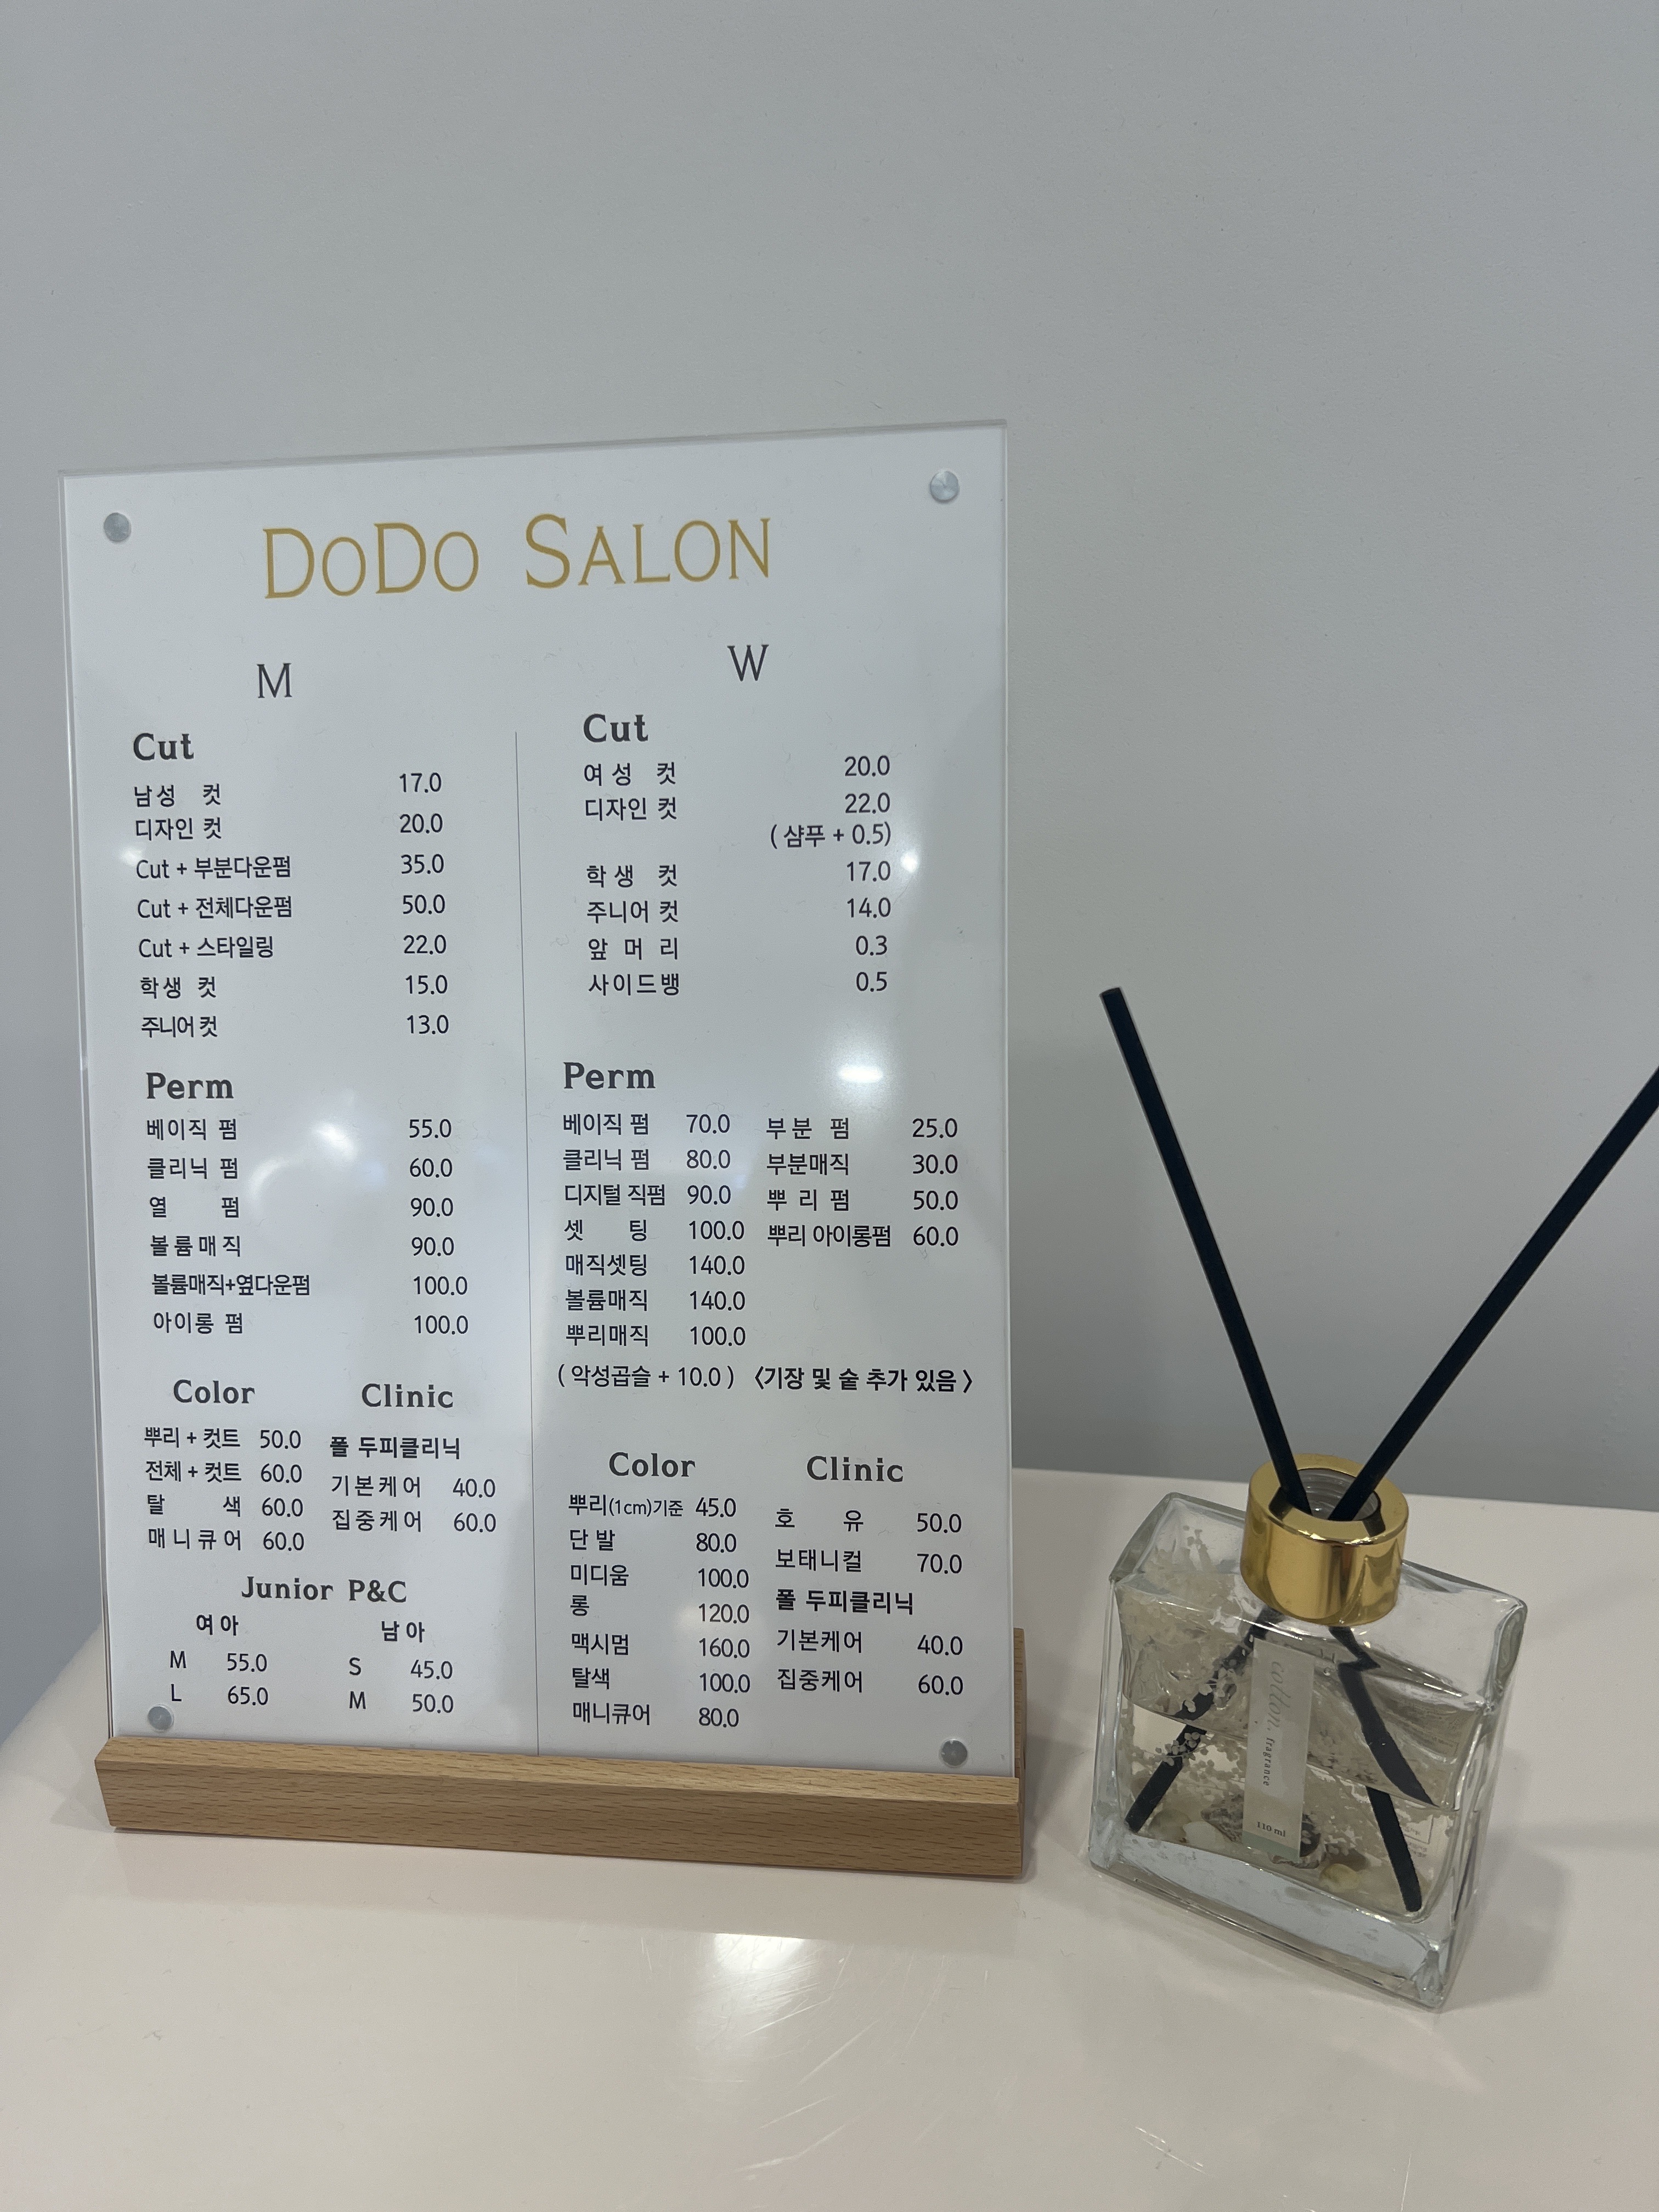 DODO SALON
M
Cut
남성 컷 17.0
디자인 컷 20.0
Cut + 부분다운펌 35.0
Cut + 전체다운펌 50.0
Cut + 스타일링 22.0
학생 컷 15.0
주니어 컷 13.0
Perm
베이직 펌 55.0
클리닉 펌 60.0
열 펌 90.0
볼륨매직 90.0
볼륨매직+옆다운펌 100.0
아이롱 펌 100.0
Color
뿌리 + 컷트 50.0
전체 + 컷트 60.0
탈 색 60.0
매니큐어 60.0
Clinic
폴 두피클리닉
기본케어 40.0
집중케어 60.0
Junior P&C
여아
M 55.0
L 65.0
남아
S 45.0
M 50.0
W
Cut
여성 컷 20.0
디자인 컷 22.0
( 샴푸 + 0.5)
학생 컷 17.0
주니어 컷 14.0
앞 머 리 0.3
사이드뱅 0.5
Perm
베이직 펌 70.0
클리닉 펌 80.0
디지털 직펌 90.0
셋 팅 100.0
매직셋팅 140.0
볼륨매직 140.0
뿌리매직 100.0
부분 펌 25.0
부분매직 30.0
뿌 리 펌 50.0
뿌리 아이롱펌 60.0
( 악성곱슬 + 10.0 ) 〈기장 및 숱 추가 있음 〉
Color
뿌리(1cm)기준 45.0
단발 80.0
미디움 100.0
롱 120.0
맥시멈 160.0
탈색 100.0
매니큐어 80.0
Clinic
호 유 50.0
보태니컬 70.0
폴 두피클리닉
기본케어 40.0
집중케어 60.0
cotton. fragrance
110 ml